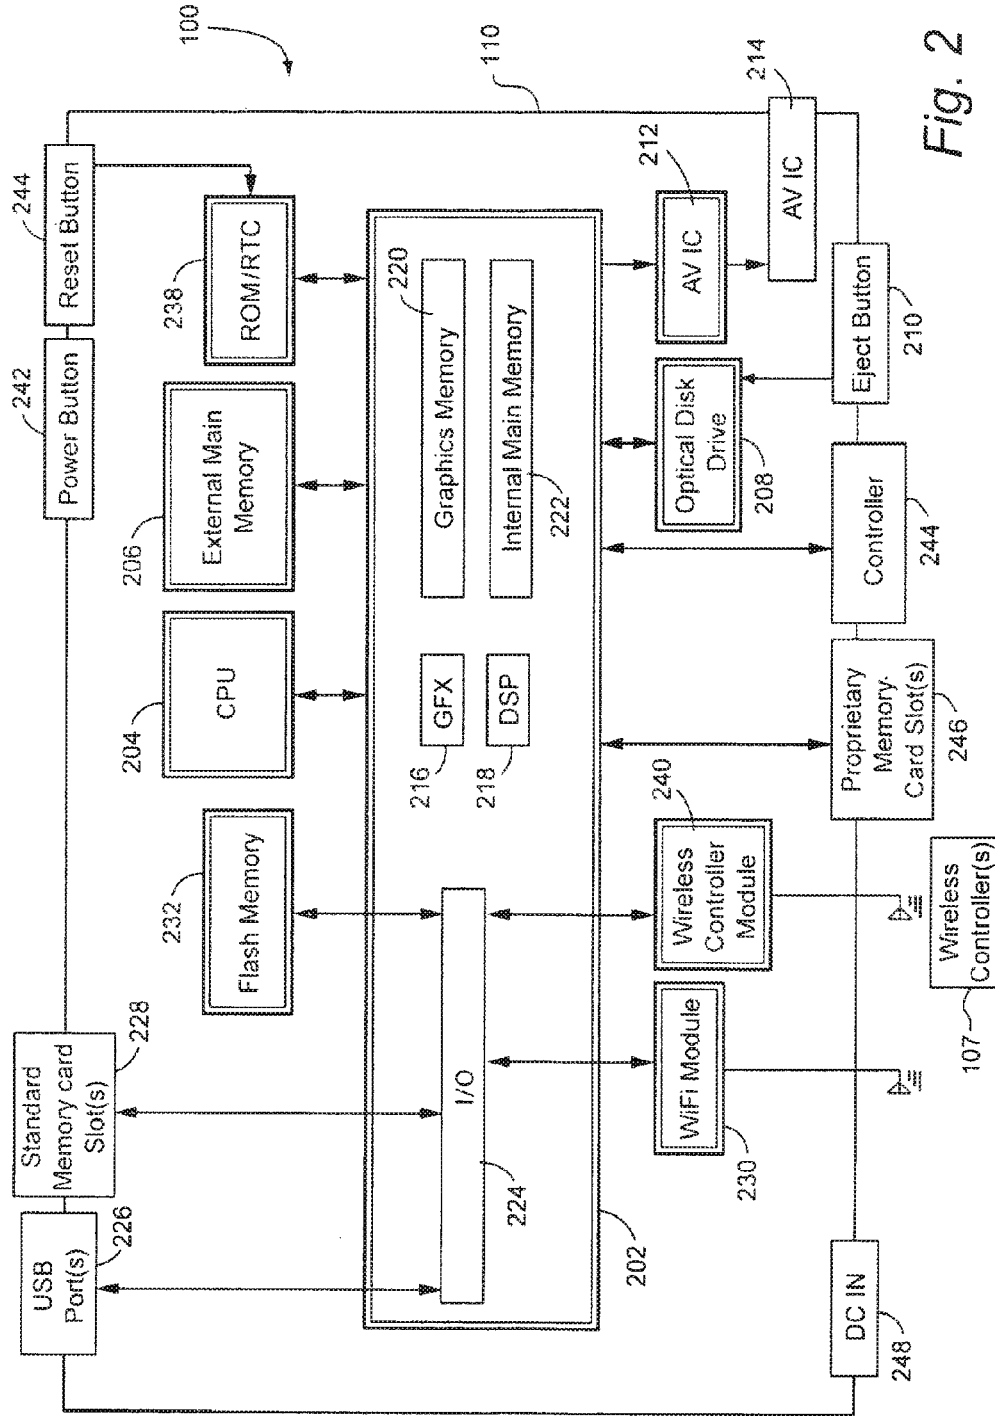 100
244
Reset Button
242
Power Button
228
Standard
Memory card
Slot(s)
226
USB
Port(s)
110
238
ROM/RTC
206
External Main
Memory
204
CPU
232
Flash Memory
220
Graphics Memory
222
Internal Main Memory
216
GFX
218
DSP
224
I/O
202
212
AV IC
214
AV IC
208
Optical Disk
Drive
210
Eject Button
244
Controller
246
Proprietary
Memory-
Card Slot(s)
240
Wireless
Controller
Module
230
WiFi Module
107
Wireless
Controller(s)
248
DC IN
Fig. 2